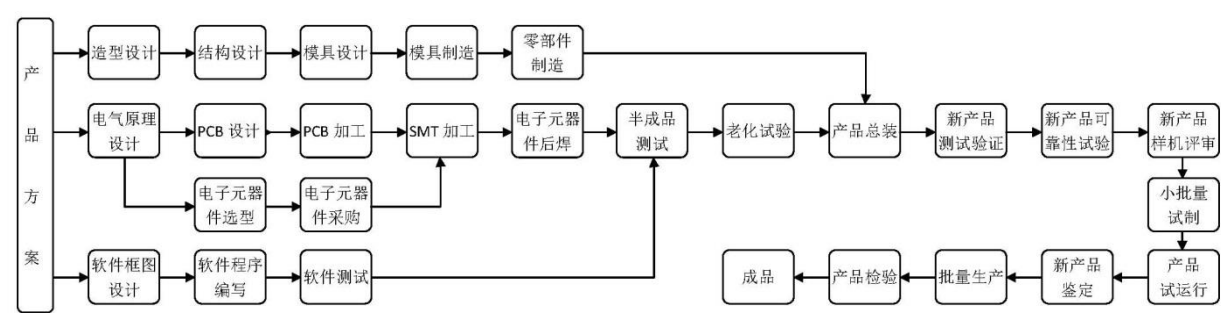 产
品
方
案
造型设计
结构设计
模具设计
模具制造
零部件
制造
电气原理
设计
PCB 设计
PCB 加工
SMT 加工
电子元器
件后焊
半成品
测试
老化试验
产品总装
新产品
测试验证
新产品可
靠性试验
新产品
样机评审
电子元器
件选型
电子元器
件采购
小批量
试制
软件框图
设计
软件程序
编写
软件测试
成品
产品检验
批量生产
新产品
鉴定
产品
试运行